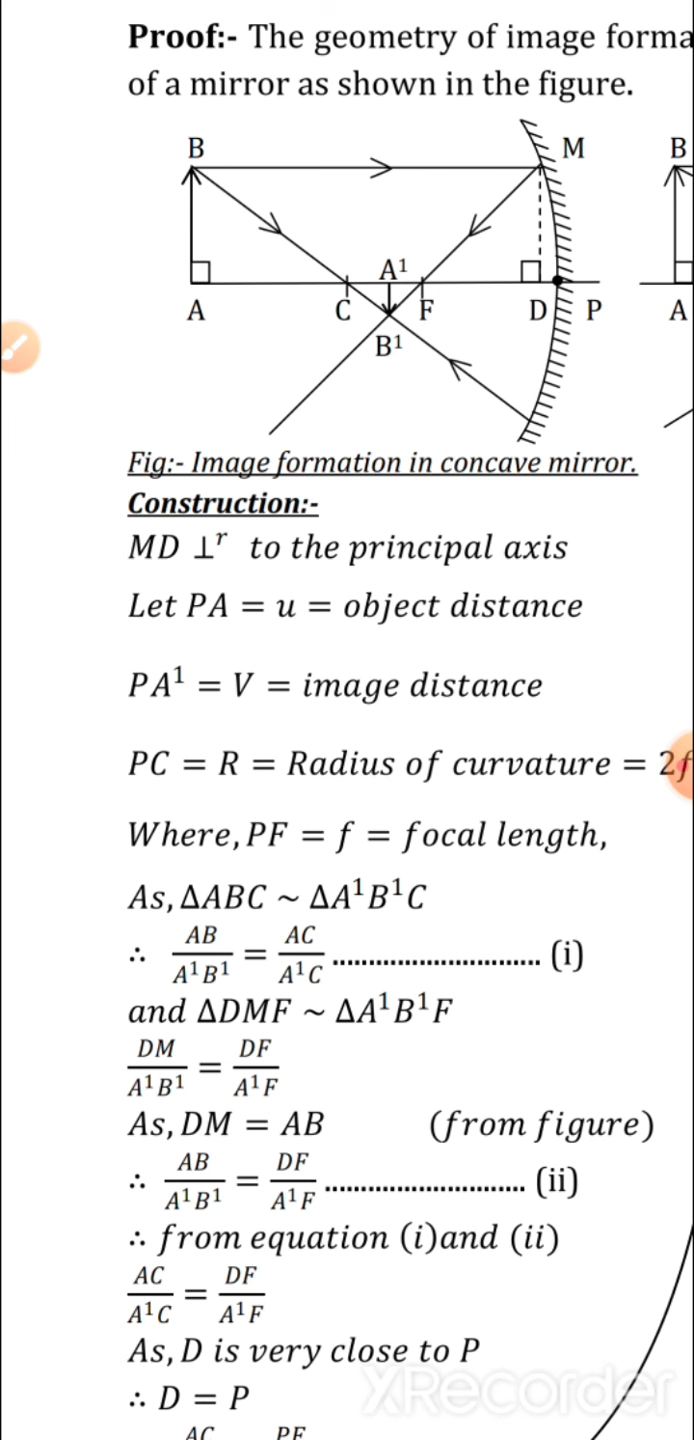 Proof:- The geometry of image forma
of a mirror as shown in the figure.
B M B
A¹
A C F D P A
B¹
Fig:- Image formation in concave mirror.
Construction:-
MD ⊥ʳ to the principal axis
Let PA = u = object distance
PA¹ = V = image distance
PC = R = Radius of curvature = 2f
Where, PF = f = focal length,
As, ΔABC ~ ΔA¹B¹C
∴ AB/A¹B¹ = AC/A¹C ............................. (i)
and ΔDMF ~ ΔA¹B¹F
DM/A¹B¹ = DF/A¹F
As, DM = AB (from figure)
∴ AB/A¹B¹ = DF/A¹F ............................ (ii)
∴ from equation (i)and (ii)
AC/A¹C = DF/A¹F
As, D is very close to P
∴ D = P
AC PF
XRecorder